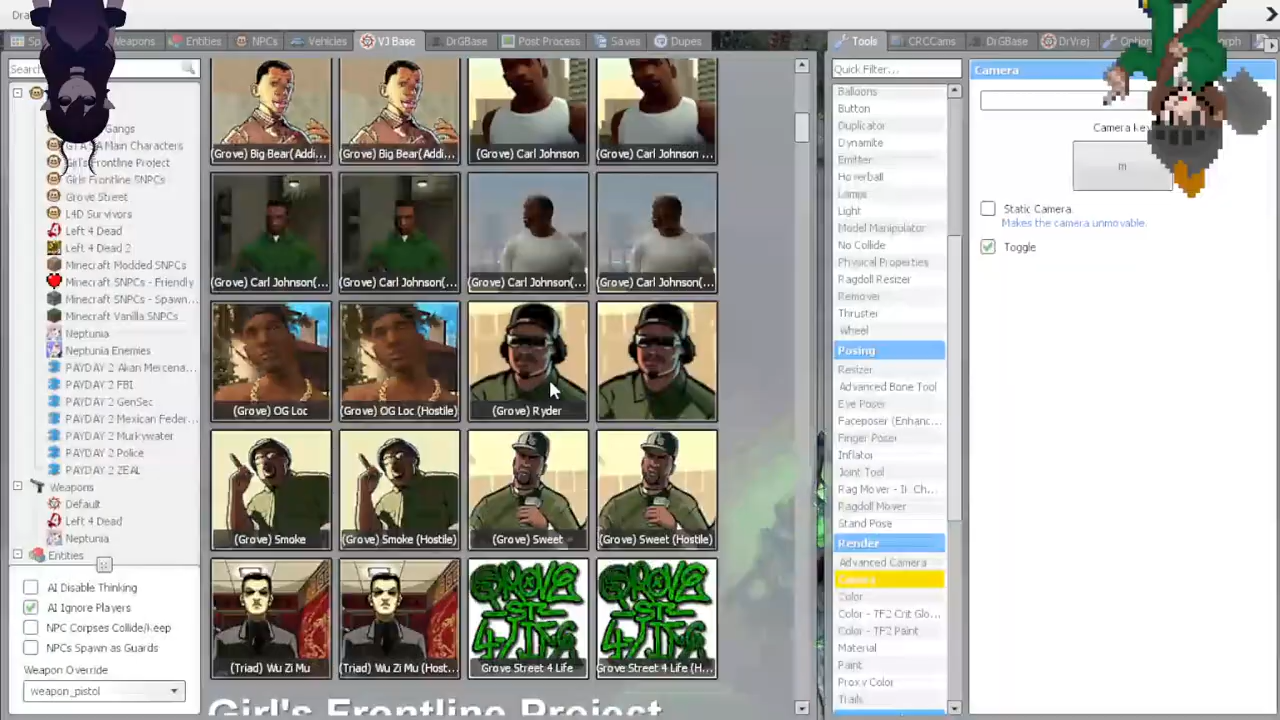 Dra
Weapons
Entities
NPCs
Vehicles
VJ Base
DrGBase
Post Process
Saves
Dupes
Tools
CRCCams
DrGBase
DrVrej
Search
Gangs
GTA SA Main Characters
Girl's Frontline Project
Girls Frontline SNPCs
Grove Street
L4D Survivors
Left 4 Dead
Left 4 Dead 2
Minecraft Modded SNPCs
Minecraft SNPCs - Friendly
Minecraft SNPCs - Spawn...
Minecraft Vanilla SNPCs
Neptunia
Neptunia Enemies
PAYDAY 2 Akan Mercena...
PAYDAY 2 FBI
PAYDAY 2 GenSec
PAYDAY 2 Mexican Feder...
PAYDAY 2 Murkywater
PAYDAY 2 Police
PAYDAY 2 ZEAL
Weapons
Default
Left 4 Dead
Neptunia
Entities
AI Disable Thinking
AI Ignore Players
NPC Corpses Collide/Keep
NPCs Spawn as Guards
Weapon Override
weapon_pistol
(Grove) Big Bear(Addi...
(Grove) Big Bear(Addi...
(Grove) Carl Johnson
(Grove) Carl Johnson ...
(Grove) Carl Johnson(...
(Grove) Carl Johnson(...
(Grove) Carl Johnson(...
(Grove) Carl Johnson(...
(Grove) OG Loc
(Grove) OG Loc (Hostile)
(Grove) Ryder
(Grove) Smoke
(Grove) Smoke (Hostile)
(Grove) Sweet
(Grove) Sweet (Hostile)
(Triad) Wu Zi Mu
(Triad) Wu Zi Mu (Host...
Grove Street 4 Life
Grove Street 4 Life (H...
Girl's Frontline Project
Quick Filter...
Balloons
Button
Duplicator
Dynamite
Emitter
Hoverball
Lamps
Light
Model Manipulator
No Collide
Physical Properties
Ragdoll Resizer
Remover
Thruster
Wheel
Posing
Resizer
Advanced Bone Tool
Eye Poser
Faceposer (Enhanc...
Finger Poser
Inflator
Joint Tool
Rag Mover - IK Ch...
Ragdoll Mover
Stand Pose
Render
Advanced Camera
Camera
Color
Color - TF2 Crit Glo...
Color - TF2 Paint
Material
Paint
Proxy Color
Trails
Camera
Camera key
m
Static Camera.
Makes the camera unmovable.
Toggle